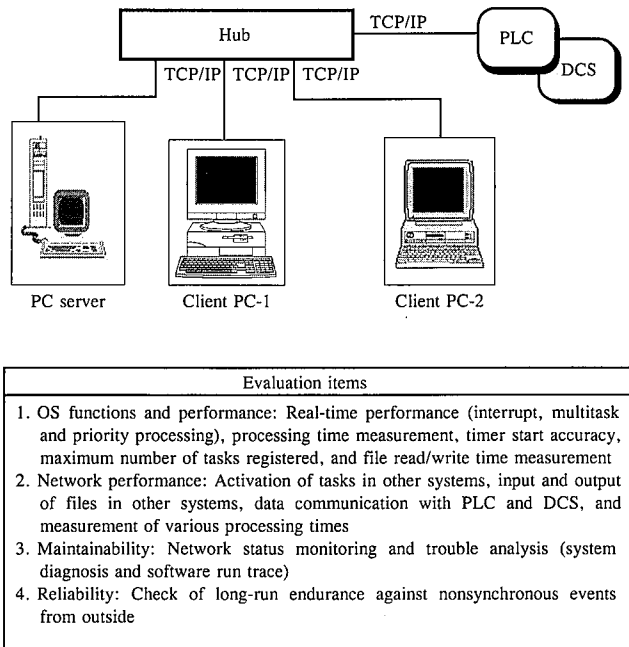 Hub
TCP/IP
PLC
DCS
TCP/IP TCP/IP TCP/IP
PC server
Client PC-1
Client PC-2
Evaluation items
1. OS functions and performance: Real-time performance (interrupt, multitask
and priority processing), processing time measurement, timer start accuracy,
maximum number of tasks registered, and file read/write time measurement
2. Network performance: Activation of tasks in other systems, input and output
of files in other systems, data communication with PLC and DCS, and
measurement of various processing times
3. Maintainability: Network status monitoring and trouble analysis (system
diagnosis and software run trace)
4. Reliability: Check of long-run endurance against nonsynchronous events
from outside